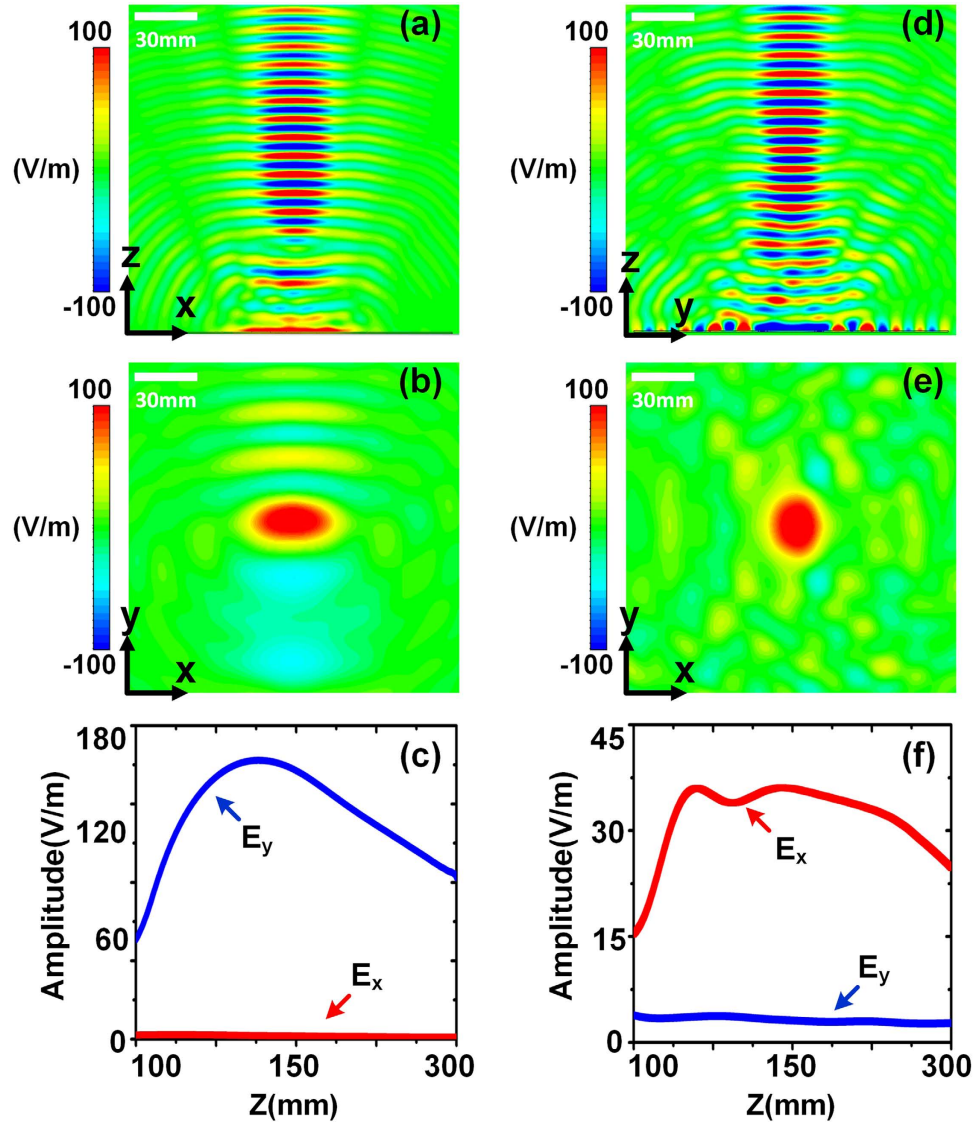 (a)
100
30mm
(V/m)
z
x
-100
(d)
100
30mm
(V/m)
z
y
-100
(b)
100
30mm
(V/m)
y
x
-100
(e)
100
30mm
(V/m)
y
x
-100
(c)
180
120
60
0
Amplitude(V/m)
Ey
Ex
100
150
300
Z(mm)
(f)
45
30
15
0
Amplitude(V/m)
Ex
Ey
100
150
300
Z(mm)